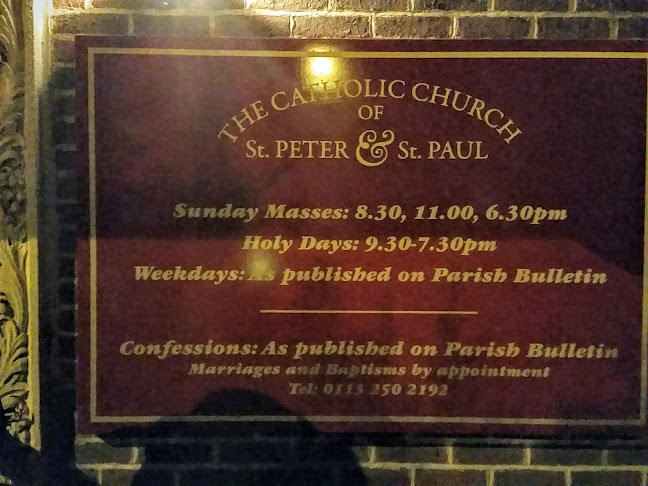 THE CATHOLIC CHURCH
OF
St. PETER & St. PAUL
Sunday Masses: 8.30, 11.00, 6.30pm
Holy Days: 9.30-7.30pm
Weekdays: As published on Parish Bulletin
Confessions: As published on Parish Bulletin
Marriages and Baptisms by appointment
Tel: 0113 250 2192